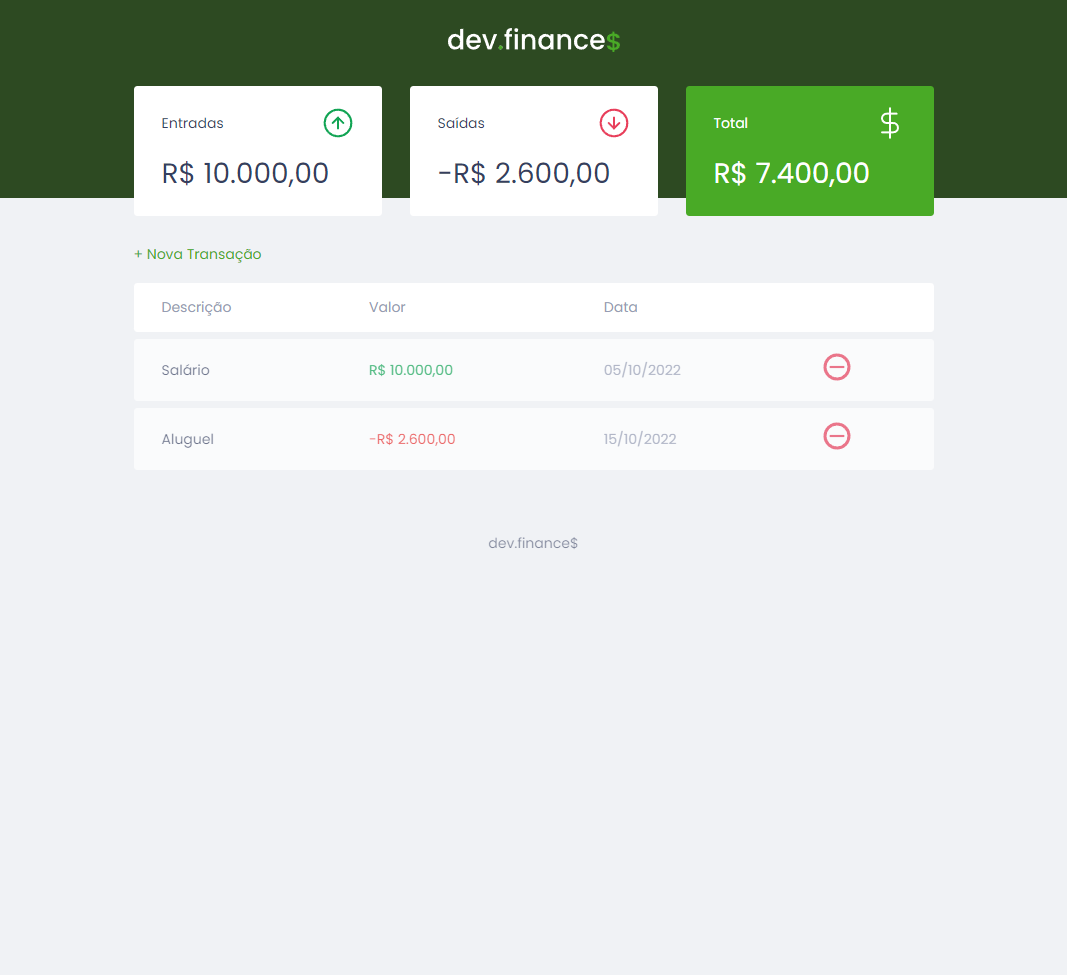 dev.finance$
Entradas
R$ 10.000,00
Saídas
-R$ 2.600,00
Total
$
R$ 7.400,00
+ Nova Transação
Descrição Valor Data
Salário R$ 10.000,00 05/10/2022
Aluguel -R$ 2.600,00 15/10/2022
dev.finance$